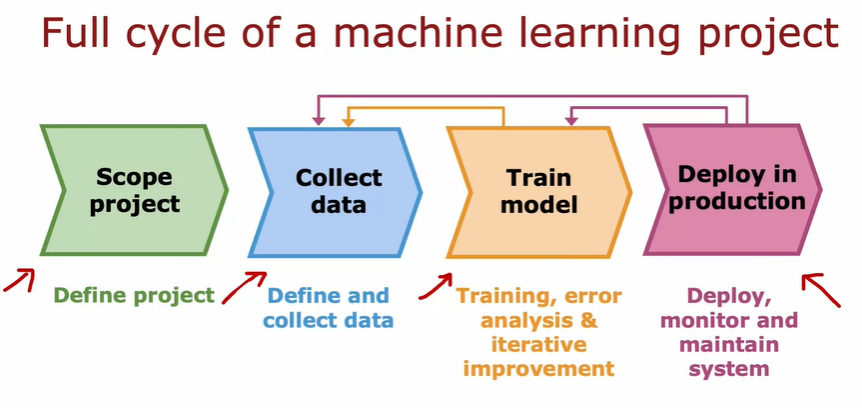 Full cycle of a machine learning project
Scope
project
Collect
data
Train
model
Deploy in
production
Define project
Define and
collect data
Training, error
analysis &
iterative
improvement
Deploy,
monitor and
maintain
system